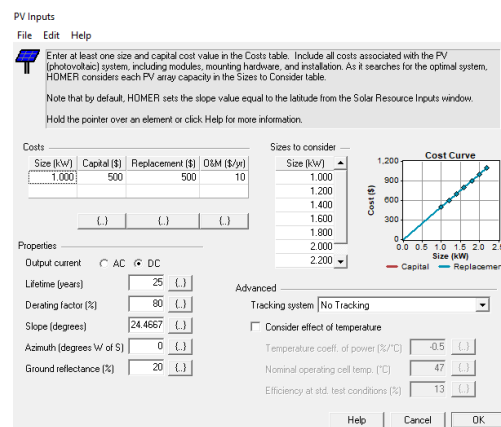 PV Inputs
File Edit Help
Enter at least one size and capital cost value in the Costs table. Include all costs associated with the PV
(photovoltaic) system, including modules, mounting hardware, and installation. As it searches for the optimal system,
HOMER considers each PV array capacity in the Sizes to Consider table.
Note that by default, HOMER sets the slope value equal to the latitude from the Solar Resource Inputs window.
Hold the pointer over an element or click Help for more information.
Costs
Size (kW) Capital ($) Replacement ($) O&M ($/yr)
1.000 500 500 10
{..} {..} {..}
Sizes to consider
Size (kW)
1.000
1.200
1.400
1.600
1.800
2.000
2.200
Cost Curve
Cost ($)
1,200
900
600
300
0
0.0 0.5 1.0 1.5 2.0 2.
Size (kW)
Capital Replacemen
Properties
Output current AC DC
Lifetime (years) 25 {..}
Derating factor (%) 80 {..}
Slope (degrees) 24.4667 {..}
Azimuth (degrees W of S) 0 {..}
Ground reflectance (%) 20 {..}
Advanced
Tracking system No Tracking
Consider effect of temperature
Temperature coeff. of power (%/°C) -0.5 {..}
Nominal operating cell temp. (°C) 47 {..}
Efficiency at std. test conditions (%) 13 {..}
Help Cancel OK